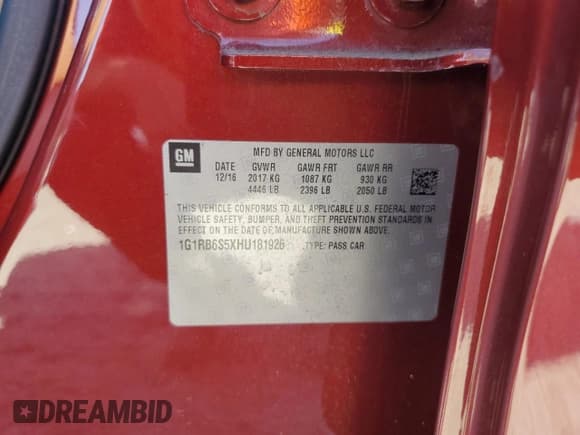 GM
MFD BY GENERAL MOTORS LLC
DATE GVWR GAWR FRT GAWR RR
12/16 2017 KG 1087 KG 930 KG
4446 LB 2396 LB 2050 LB
THIS VEHICLE CONFORMS TO ALL APPLICABLE U.S. FEDERAL MOTOR
VEHICLE SAFETY, BUMPER, AND THEFT PREVENTION STANDARDS IN
EFFECT ON THE DATE OF MANUFACTURE SHOWN ABOVE.
1G1RB6S5XHU181926 TYPE: PASS CAR
DREAMBID